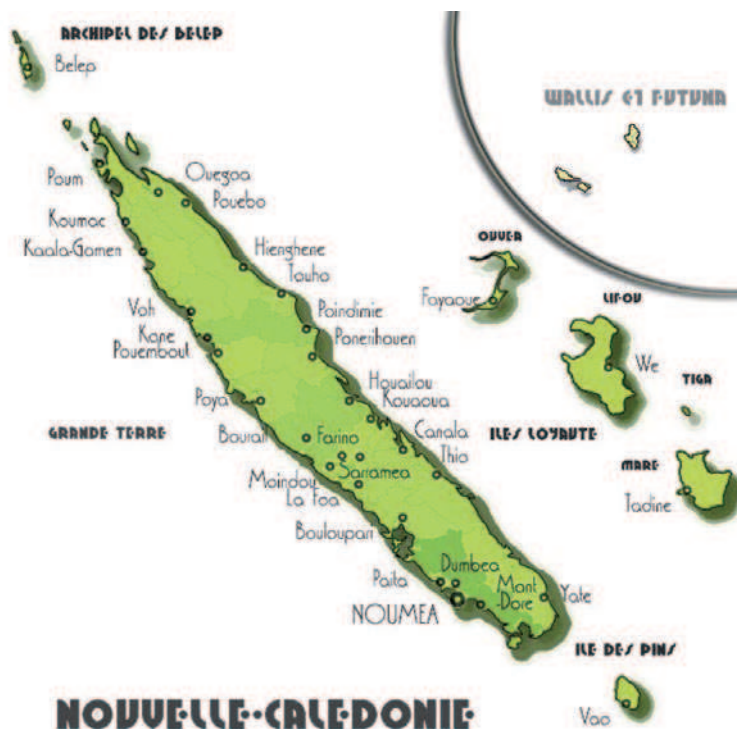 ARCHIPEL DES BELEP
Belep
WALLIS ET FUTUNA
Poum
Ouegoa
Pouebo
Koumac
Kaala-Gomen
Hienghene
Touho
OUVEA
Fayaoue
LIFOU
Voh
Kone
Pouembout
Poindimie
Ponerihouen
We
TIGA
Poya
Houailou
Kouaoua
GRANDE TERRE
Bourail
Farino
Canala
ILES LOYAUTE
Sarramea
Thio
MARE
Moindou
La Foa
Tadine
Bouloupari
Dumbea
Paita
Mont
-Dore
Yate
NOUMEA
ILE DES PINS
Vao
NOUVELLE-CALEDONIE